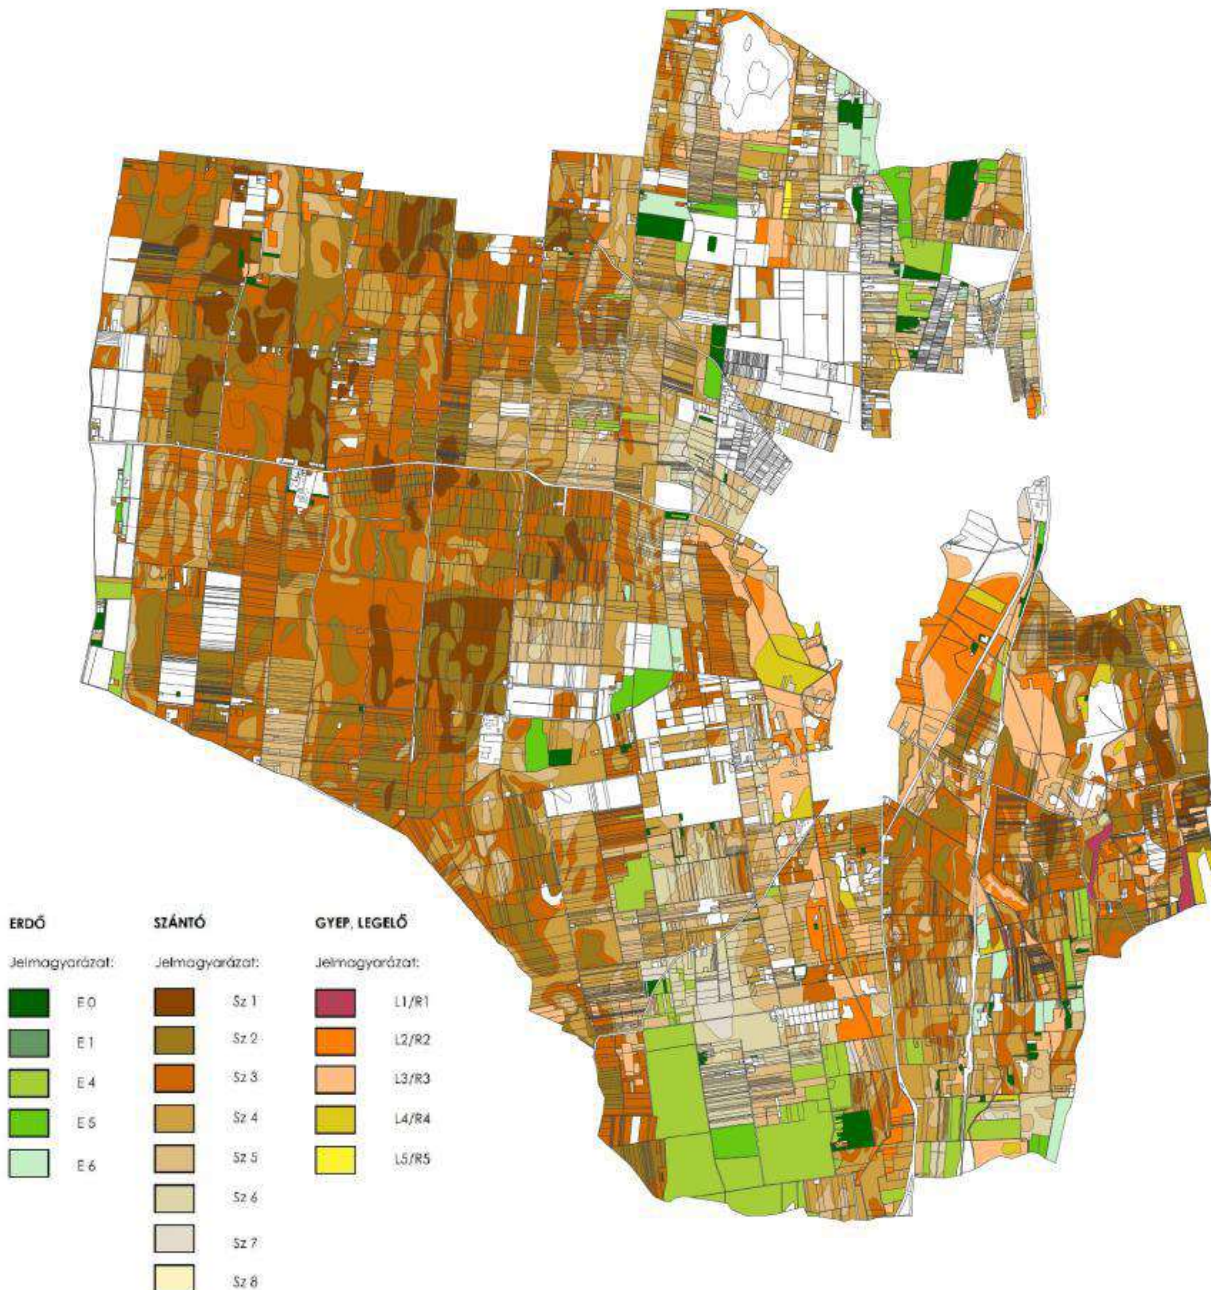 ERDŐ
Jelmagyarázat:
E 0
E 1
E 4
E 5
E 6
SZÁNTÓ
Jelmagyarázat:
Sz 1
Sz 2
Sz 3
Sz 4
Sz 5
Sz 6
Sz 7
Sz 8
GYEP, LEGELŐ
Jelmagyarázat:
L1/R1
L2/R2
L3/R3
L4/R4
L5/R5